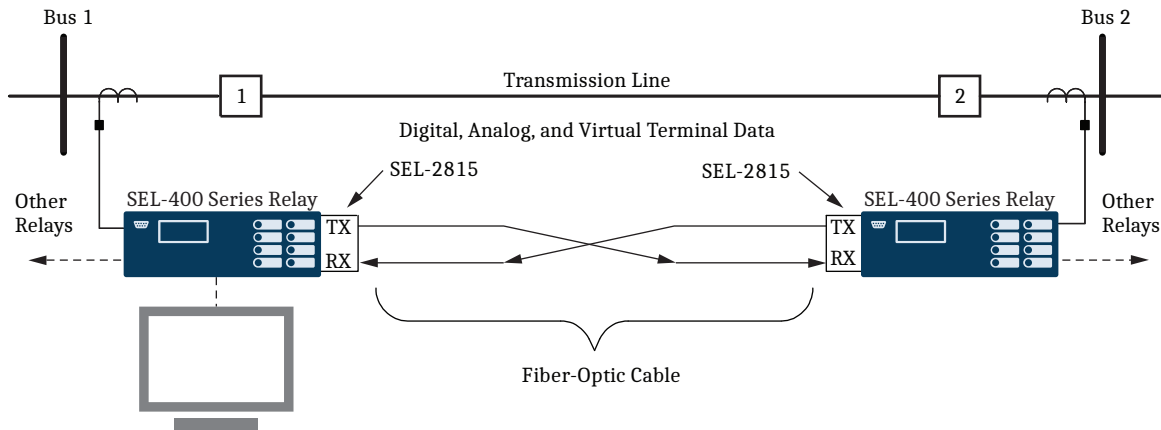 Bus 1
Bus 2
Transmission Line
1
2
Digital, Analog, and Virtual Terminal Data
SEL-2815
SEL-2815
Other
Relays
SEL-400 Series Relay
TX
RX
SEL-400 Series Relay
TX
RX
Other
Relays
Fiber-Optic Cable